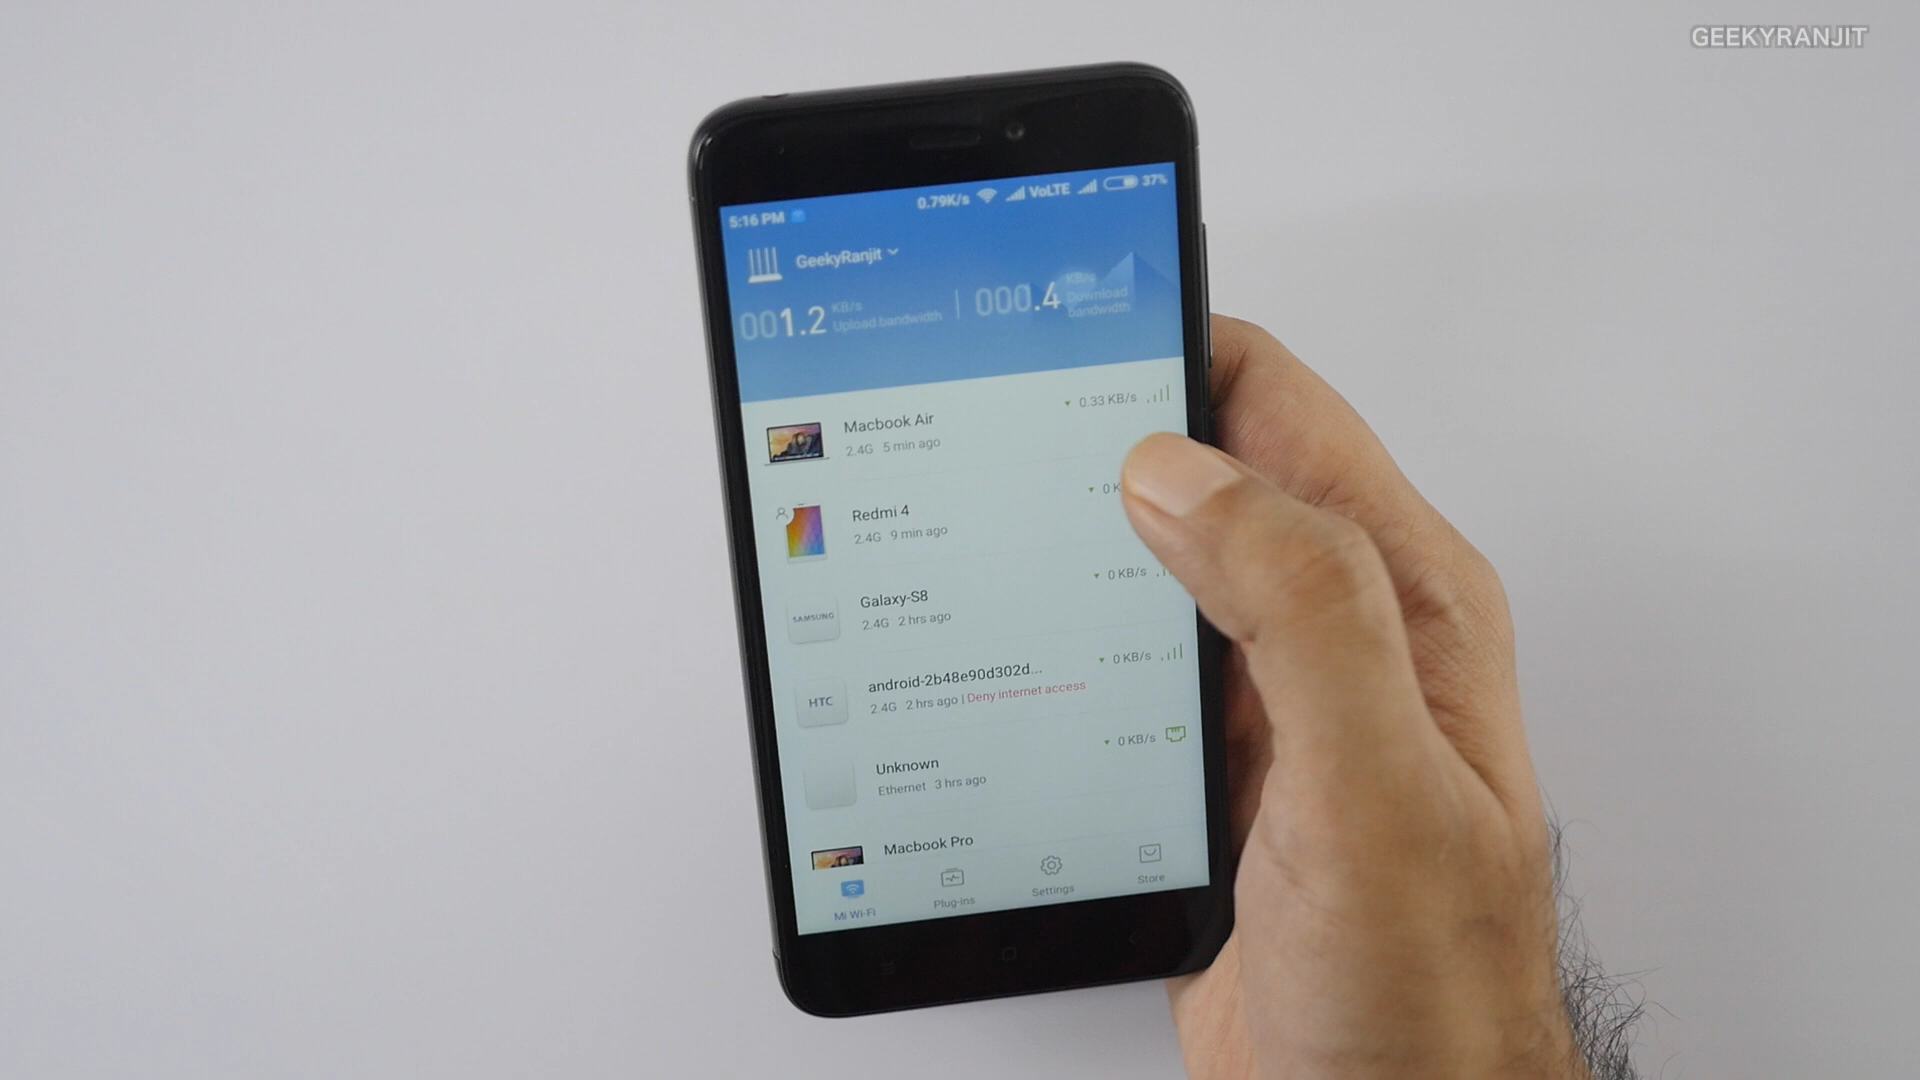 GEEKYRANJIT
5:16 PM 0.79K/s VoLTE 37%
GeekyRanjit
001.2 KB/s Upload bandwidth
000.4 KB/s Download bandwidth
Macbook Air 0.33 KB/s
2.4G 5 min ago
Redmi 4 0 K
2.4G 9 min ago
SAMSUNG
Galaxy-S8 0 KB/s
2.4G 2 hrs ago
HTC
android-2b48e90d302d... 0 KB/s
2.4G 2 hrs ago | Deny internet access
Unknown 0 KB/s
Ethernet 3 hrs ago
Macbook Pro
Mi Wi-Fi Plug-ins Settings Store